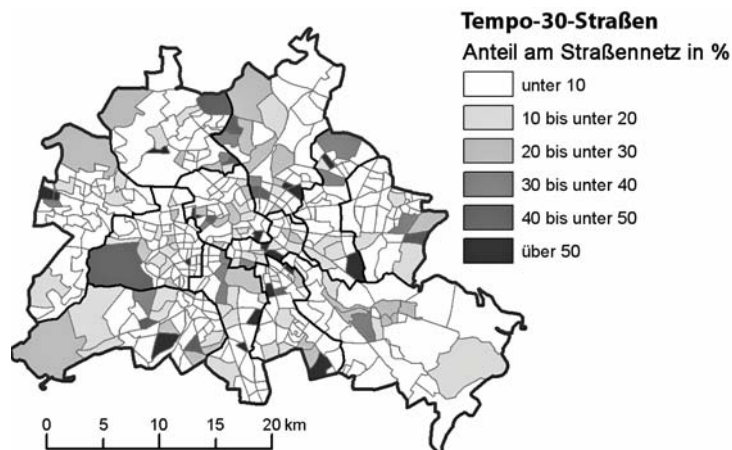 Tempo-30-Straßen
Anteil am Straßennetz in %
unter 10
10 bis unter 20
20 bis unter 30
30 bis unter 40
40 bis unter 50
über 50
0 5 10 15 20 km